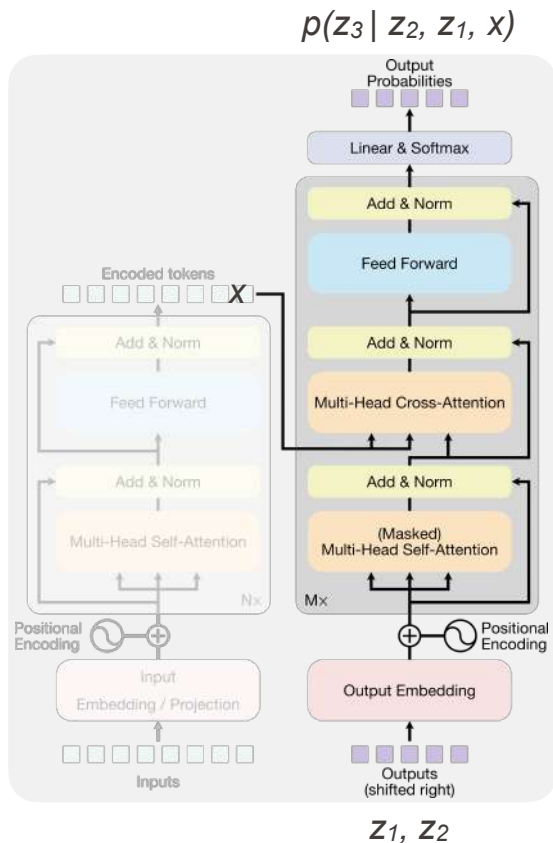 p(z3 | z2, z1, x)
Output
Probabilities
Linear & Softmax
Add & Norm
Feed Forward
Add & Norm
Multi-Head Cross-Attention
Add & Norm
(Masked)
Multi-Head Self-Attention
Mx
Positional
Encoding
Output Embedding
Outputs
(shifted right)
z1, z2
Encoded tokens
X
Add & Norm
Feed Forward
Add & Norm
Multi-Head Self-Attention
Nx
Positional
Encoding
Input
Embedding / Projection
Inputs